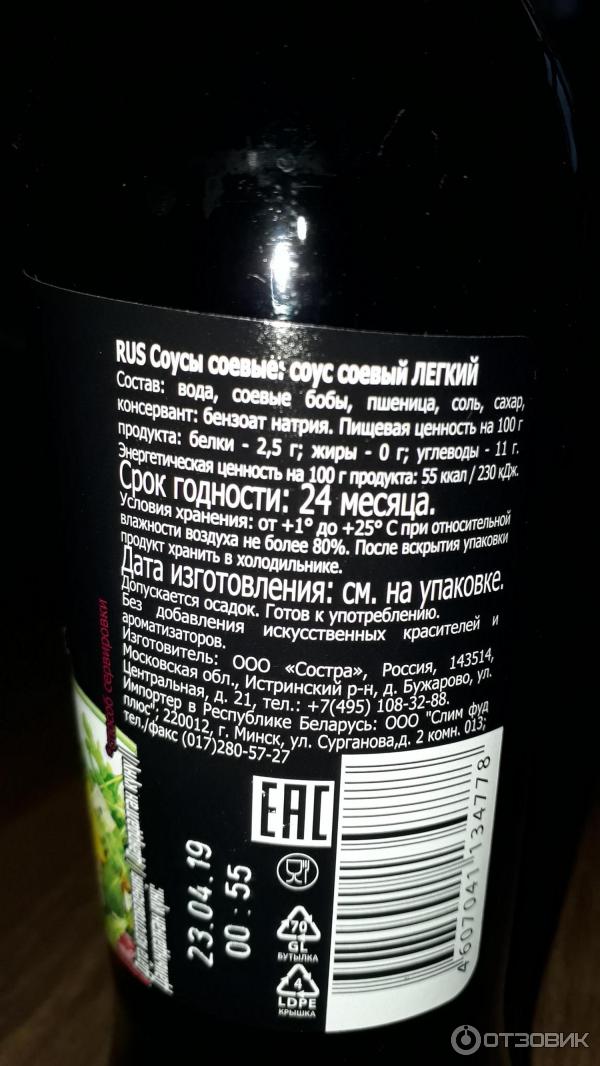 RUS Соусы соевые: соус соевый ЛЕГКИЙ
Состав: вода, соевые бобы, пшеница, соль, сахар,
консервант: бензоат натрия. Пищевая ценность на 100 г
продукта: белки - 2,5 г; жиры - 0 г; углеводы - 11 г.
Энергетическая ценность на 100 г продукта: 55 ккал / 230 кДж.
Срок годности: 24 месяца.
Условия хранения: от +1° до +25° С при относительной
влажности воздуха не более 80%. После вскрытия упаковки
продукт хранить в холодильнике.
Дата изготовления: см. на упаковке.
Допускается осадок. Готов к употреблению.
Без добавления искусственных красителей и
ароматизаторов.
Изготовитель: ООО «Состра», Россия, 143514,
Московская обл., Истринский р-н, д. Бужарово, ул.
Центральная, д. 21, тел.: +7(495) 108-32-88.
Импортер в Республике Беларусь: ООО "Слим фуд
плюс", 220012, г. Минск, ул. Сурганова,д. 2 комн. 013;
тел./факс (017)280-57-27
сервировки
23.04.19
00:55
EAC
70
GL
БУТЫЛКА
4
LDPE
КРЫШКА
4607041134778
ОТЗОВИК